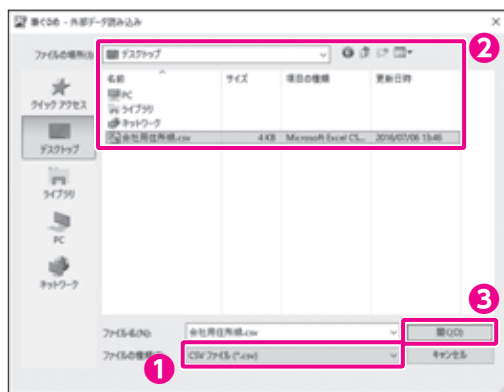 筆ぐるめ - 外部データ読み込み
ファイルの場所(I):
デスクトップ
2
名前 サイズ 項目の種類 更新日時
PC
ライブラリ
ネットワーク
会社用住所録.csv 4 KB Microsoft Excel CS... 2016/07/06 13:46
クイック アクセス
デスクトップ
ライブラリ
PC
ネットワーク
3
ファイル名(N): 会社用住所録.csv 開く(O)
ファイルの種類(T): CSVファイル (*.csv) キャンセル
1